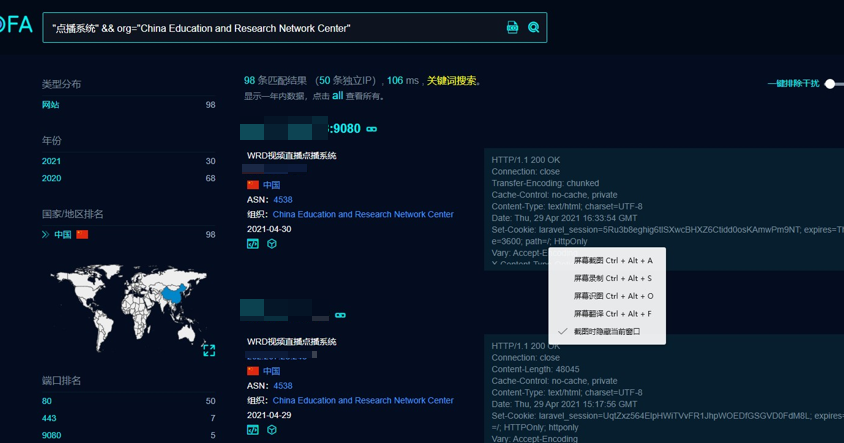 OFA
"点播系统" && org="China Education and Research Network Center"
类型分布
网站 98
年份
2021 30
2020 68
国家/地区排名
中国 98
端口排名
80 50
443 7
9080 5
98 条匹配结果 （50 条独立IP），106 ms，关键词搜索。
显示一年内数据，点击 all 查看所有。
一键排除干扰
:9080
WRD视频直播点播系统
中国
ASN： 4538
组织： China Education and Research Network Center
2021-04-30
HTTP/1.1 200 OK
Connection: close
Transfer-Encoding: chunked
Cache-Control: no-cache, private
Content-Type: text/html; charset=UTF-8
Date: Thu, 29 Apr 2021 16:33:54 GMT
Set-Cookie: laravel_session=5Ru3b8eghig6tISXwcBHXZ6Ctidd0osKAmwPm9NT; expires=Th
e=3600; path=/; HttpOnly
Vary: Accept-E
X-Content-Typ
屏幕截图 Ctrl + Alt + A
屏幕录制 Ctrl + Alt + S
屏幕识图 Ctrl + Alt + O
屏幕翻译 Ctrl + Alt + F
截图时隐藏当前窗口
WRD视频直播点播系统
中国
ASN： 4538
组织： China Education and Research Network Center
2021-04-29
HTTP/1.1 200 OK
Connection: close
Content-Length: 48045
Cache-Control: no-cache, private
Content-Type: text/html; charset=UTF-8
Date: Thu, 29 Apr 2021 15:17:56 GMT
Set-Cookie: laravel_session=UqtZxz564ElpHWiTVvFR1JhpWOEDfGSGVD0FdM8L; expires=
=/; HTTPOnly; httponly
Vary: Accept-Encoding